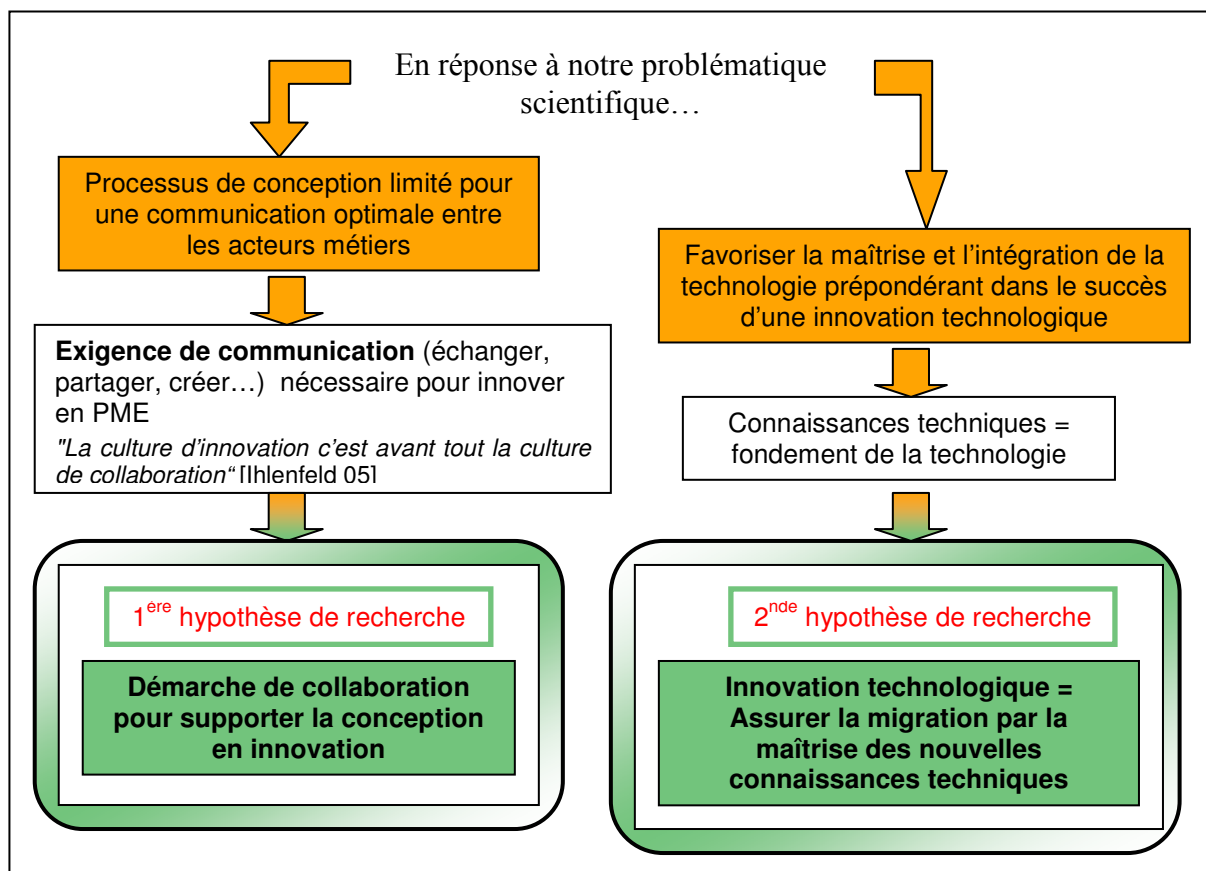 En réponse à notre problématique
scientifique…
Processus de conception limité pour
une communication optimale entre
les acteurs métiers
Exigence de communication (échanger,
partager, créer…) nécessaire pour innover
en PME
"La culture d'innovation c'est avant tout la culture
de collaboration“ [Ihlenfeld 05]
1ère hypothèse de recherche
Démarche de collaboration
pour supporter la conception
en innovation
Favoriser la maîtrise et l'intégration de la
technologie prépondérant dans le succès
d'une innovation technologique
Connaissances techniques =
fondement de la technologie
2nde hypothèse de recherche
Innovation technologique =
Assurer la migration par la
maîtrise des nouvelles
connaissances techniques